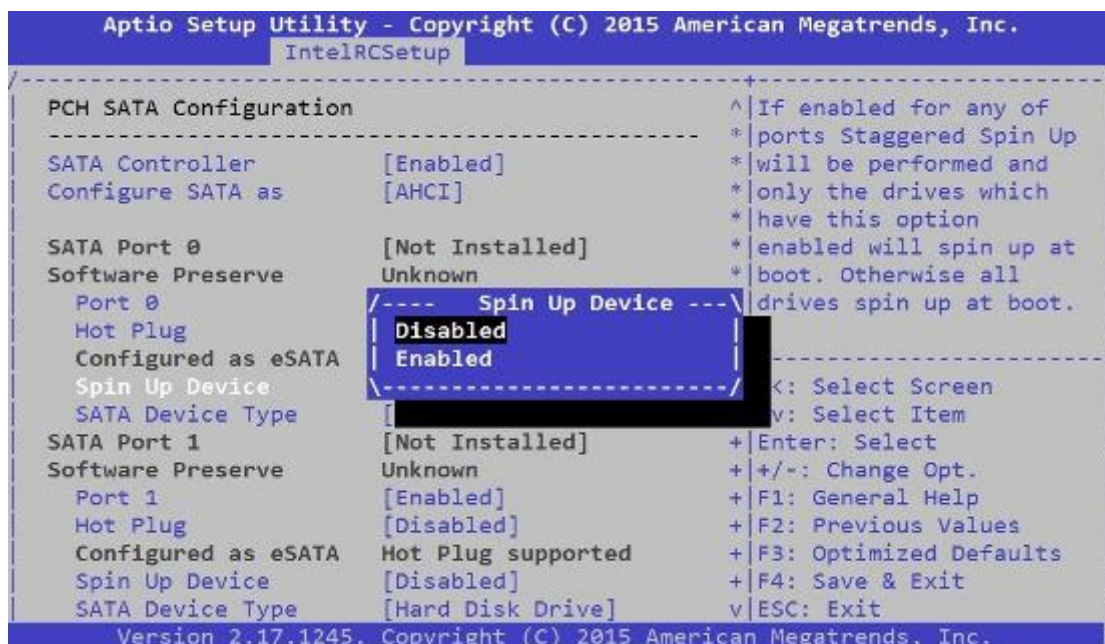 Aptio Setup Utility - Copyright (C) 2015 American Megatrends, Inc.
IntelRCSetup
PCH SATA Configuration
SATA Controller [Enabled]
Configure SATA as [AHCI]
SATA Port 0 [Not Installed]
Software Preserve Unknown
Port 0
Hot Plug
Configured as eSATA
Spin Up Device
SATA Device Type [
SATA Port 1 [Not Installed]
Software Preserve Unknown
Port 1 [Enabled]
Hot Plug [Disabled]
Configured as eSATA Hot Plug supported
Spin Up Device [Disabled]
SATA Device Type [Hard Disk Drive]
Spin Up Device
Disabled
Enabled
If enabled for any of
ports Staggered Spin Up
will be performed and
only the drives which
have this option
enabled will spin up at
boot. Otherwise all
drives spin up at boot.
<: Select Screen
v: Select Item
Enter: Select
+/-: Change Opt.
F1: General Help
F2: Previous Values
F3: Optimized Defaults
F4: Save & Exit
ESC: Exit
Version 2.17.1245. Copyright (C) 2015 American Megatrends, Inc.